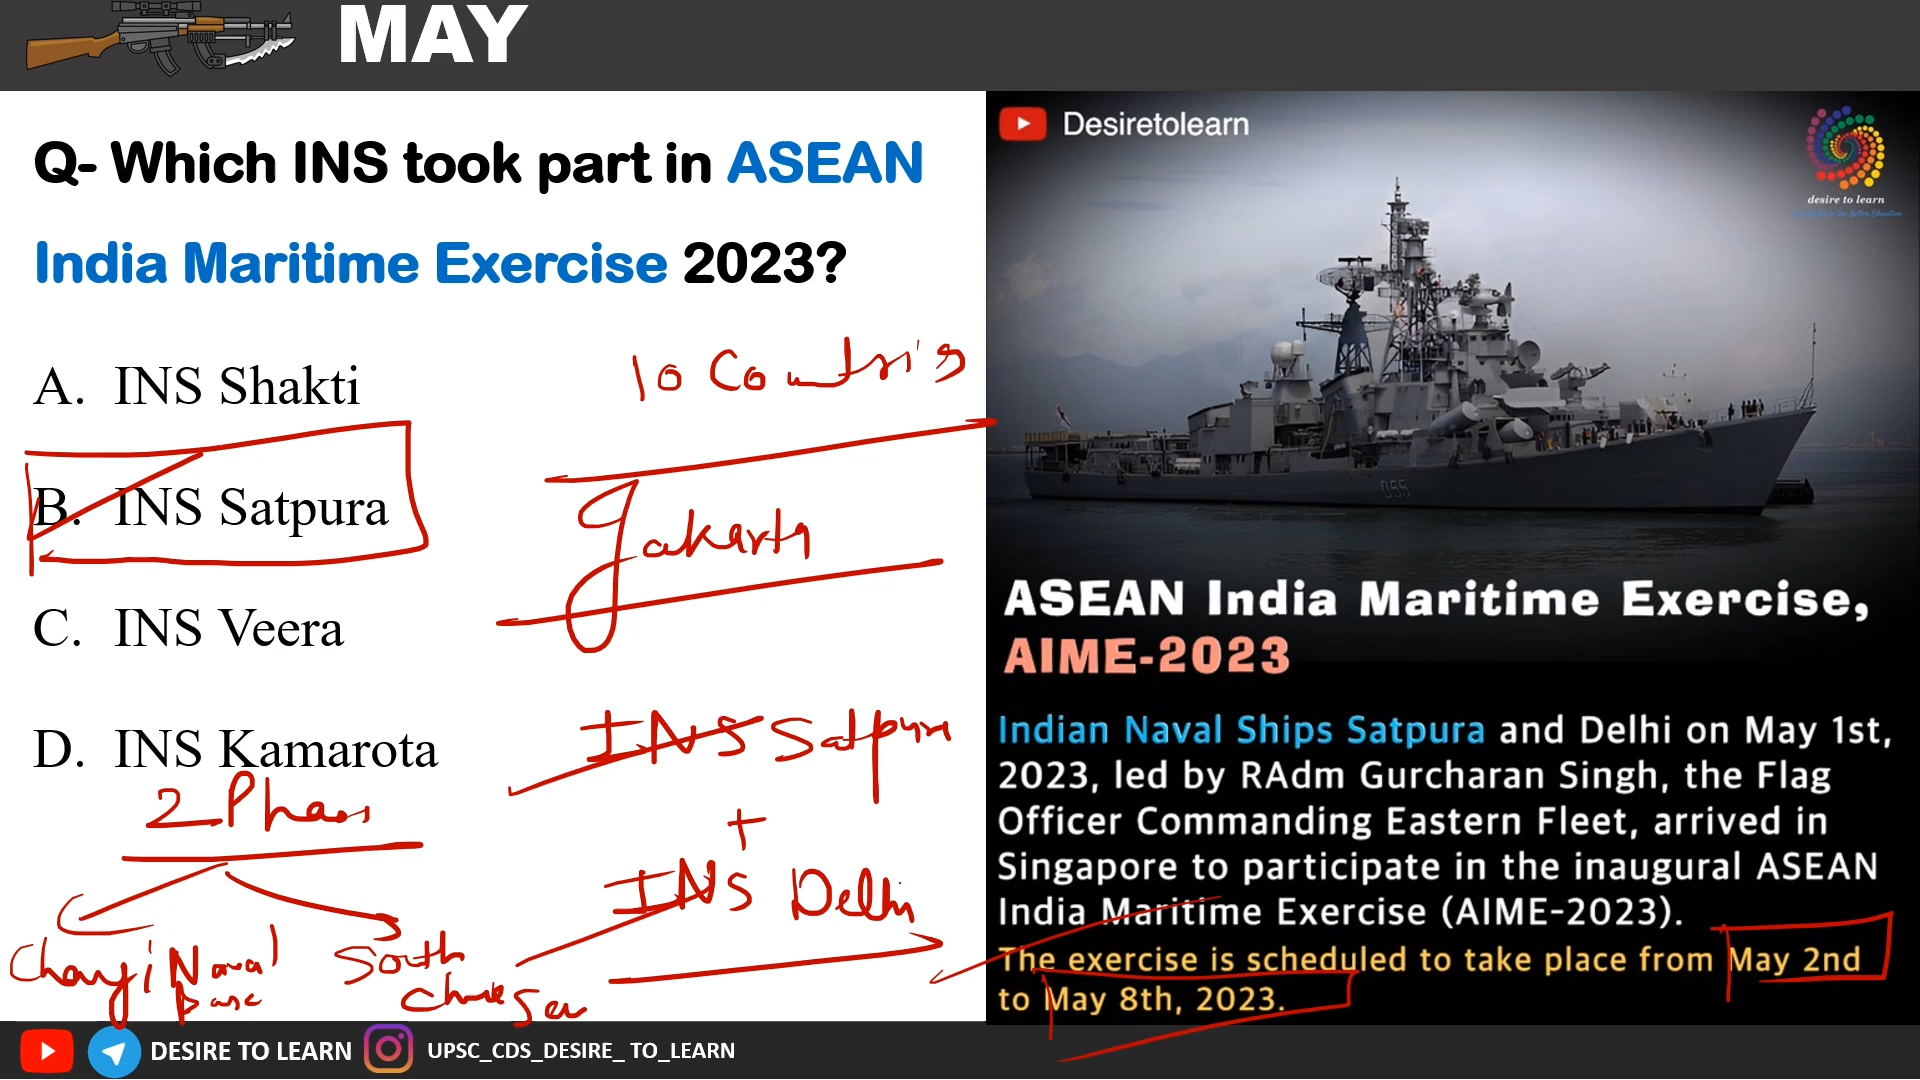 MAY
Q- Which INS took part in ASEAN
India Maritime Exercise 2023?
A. INS Shakti
B. INS Satpura
C. INS Veera
D. INS Kamarota
10 Countris
Jakarta
INS Satpura
+
INS Delhi
2 Phase
Changi Naval
Base
South
Sea
Desiretolearn
desire to learn
D55
ASEAN India Maritime Exercise,
AIME-2023
Indian Naval Ships Satpura and Delhi on May 1st,
2023, led by RAdm Gurcharan Singh, the Flag
Officer Commanding Eastern Fleet, arrived in
Singapore to participate in the inaugural ASEAN
India Maritime Exercise (AIME-2023).
The exercise is scheduled to take place from May 2nd
to May 8th, 2023.
DESIRE TO LEARN
UPSC_CDS_DESIRE_ TO_LEARN